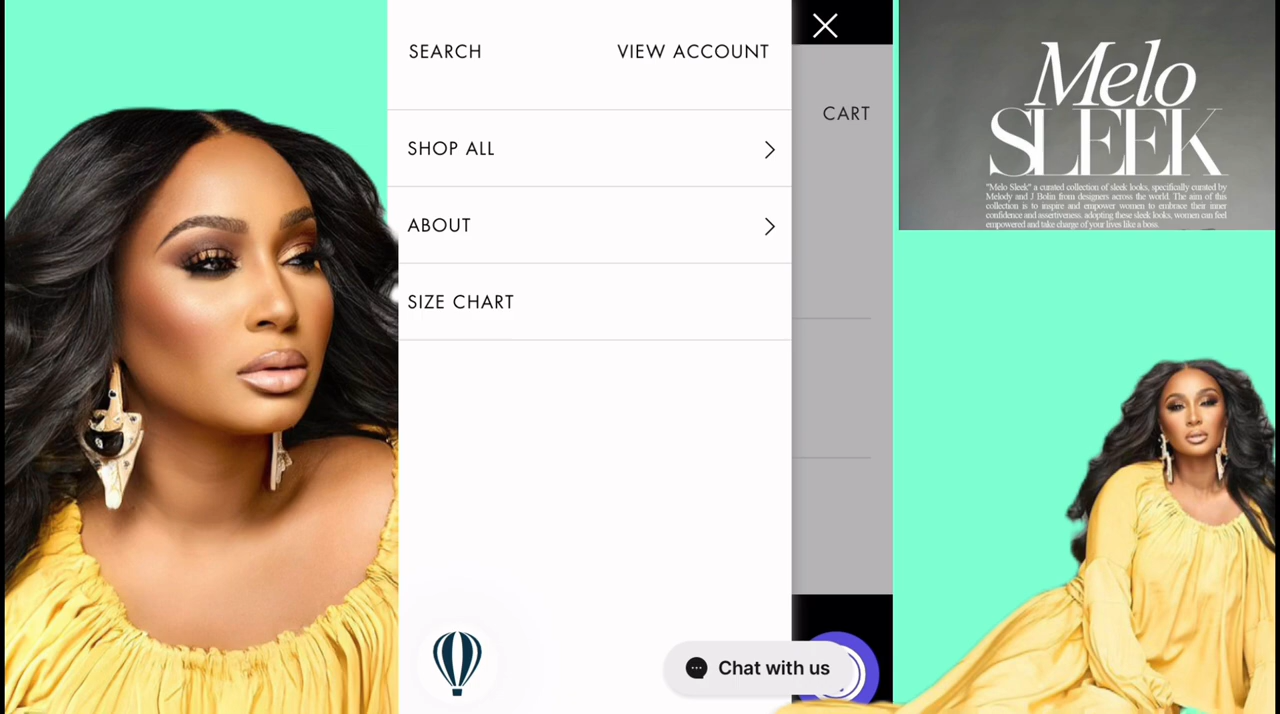 SEARCH
VIEW ACCOUNT
CART
SHOP ALL
ABOUT
SIZE CHART
Chat with us
Melo
SLEEK
"Melo Sleek" a curated collection of sleek looks, specifically curated by
Melody and J Bolin from designers across the world. The aim of this
collection is to inspire and empower women to embrace their inner
confidence and assertiveness. adopting these sleek looks, women can feel
empowered and take charge of your lives like a boss.